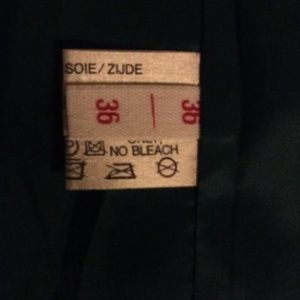 SOIE / ZIJDE
36 36
NO BLEACH